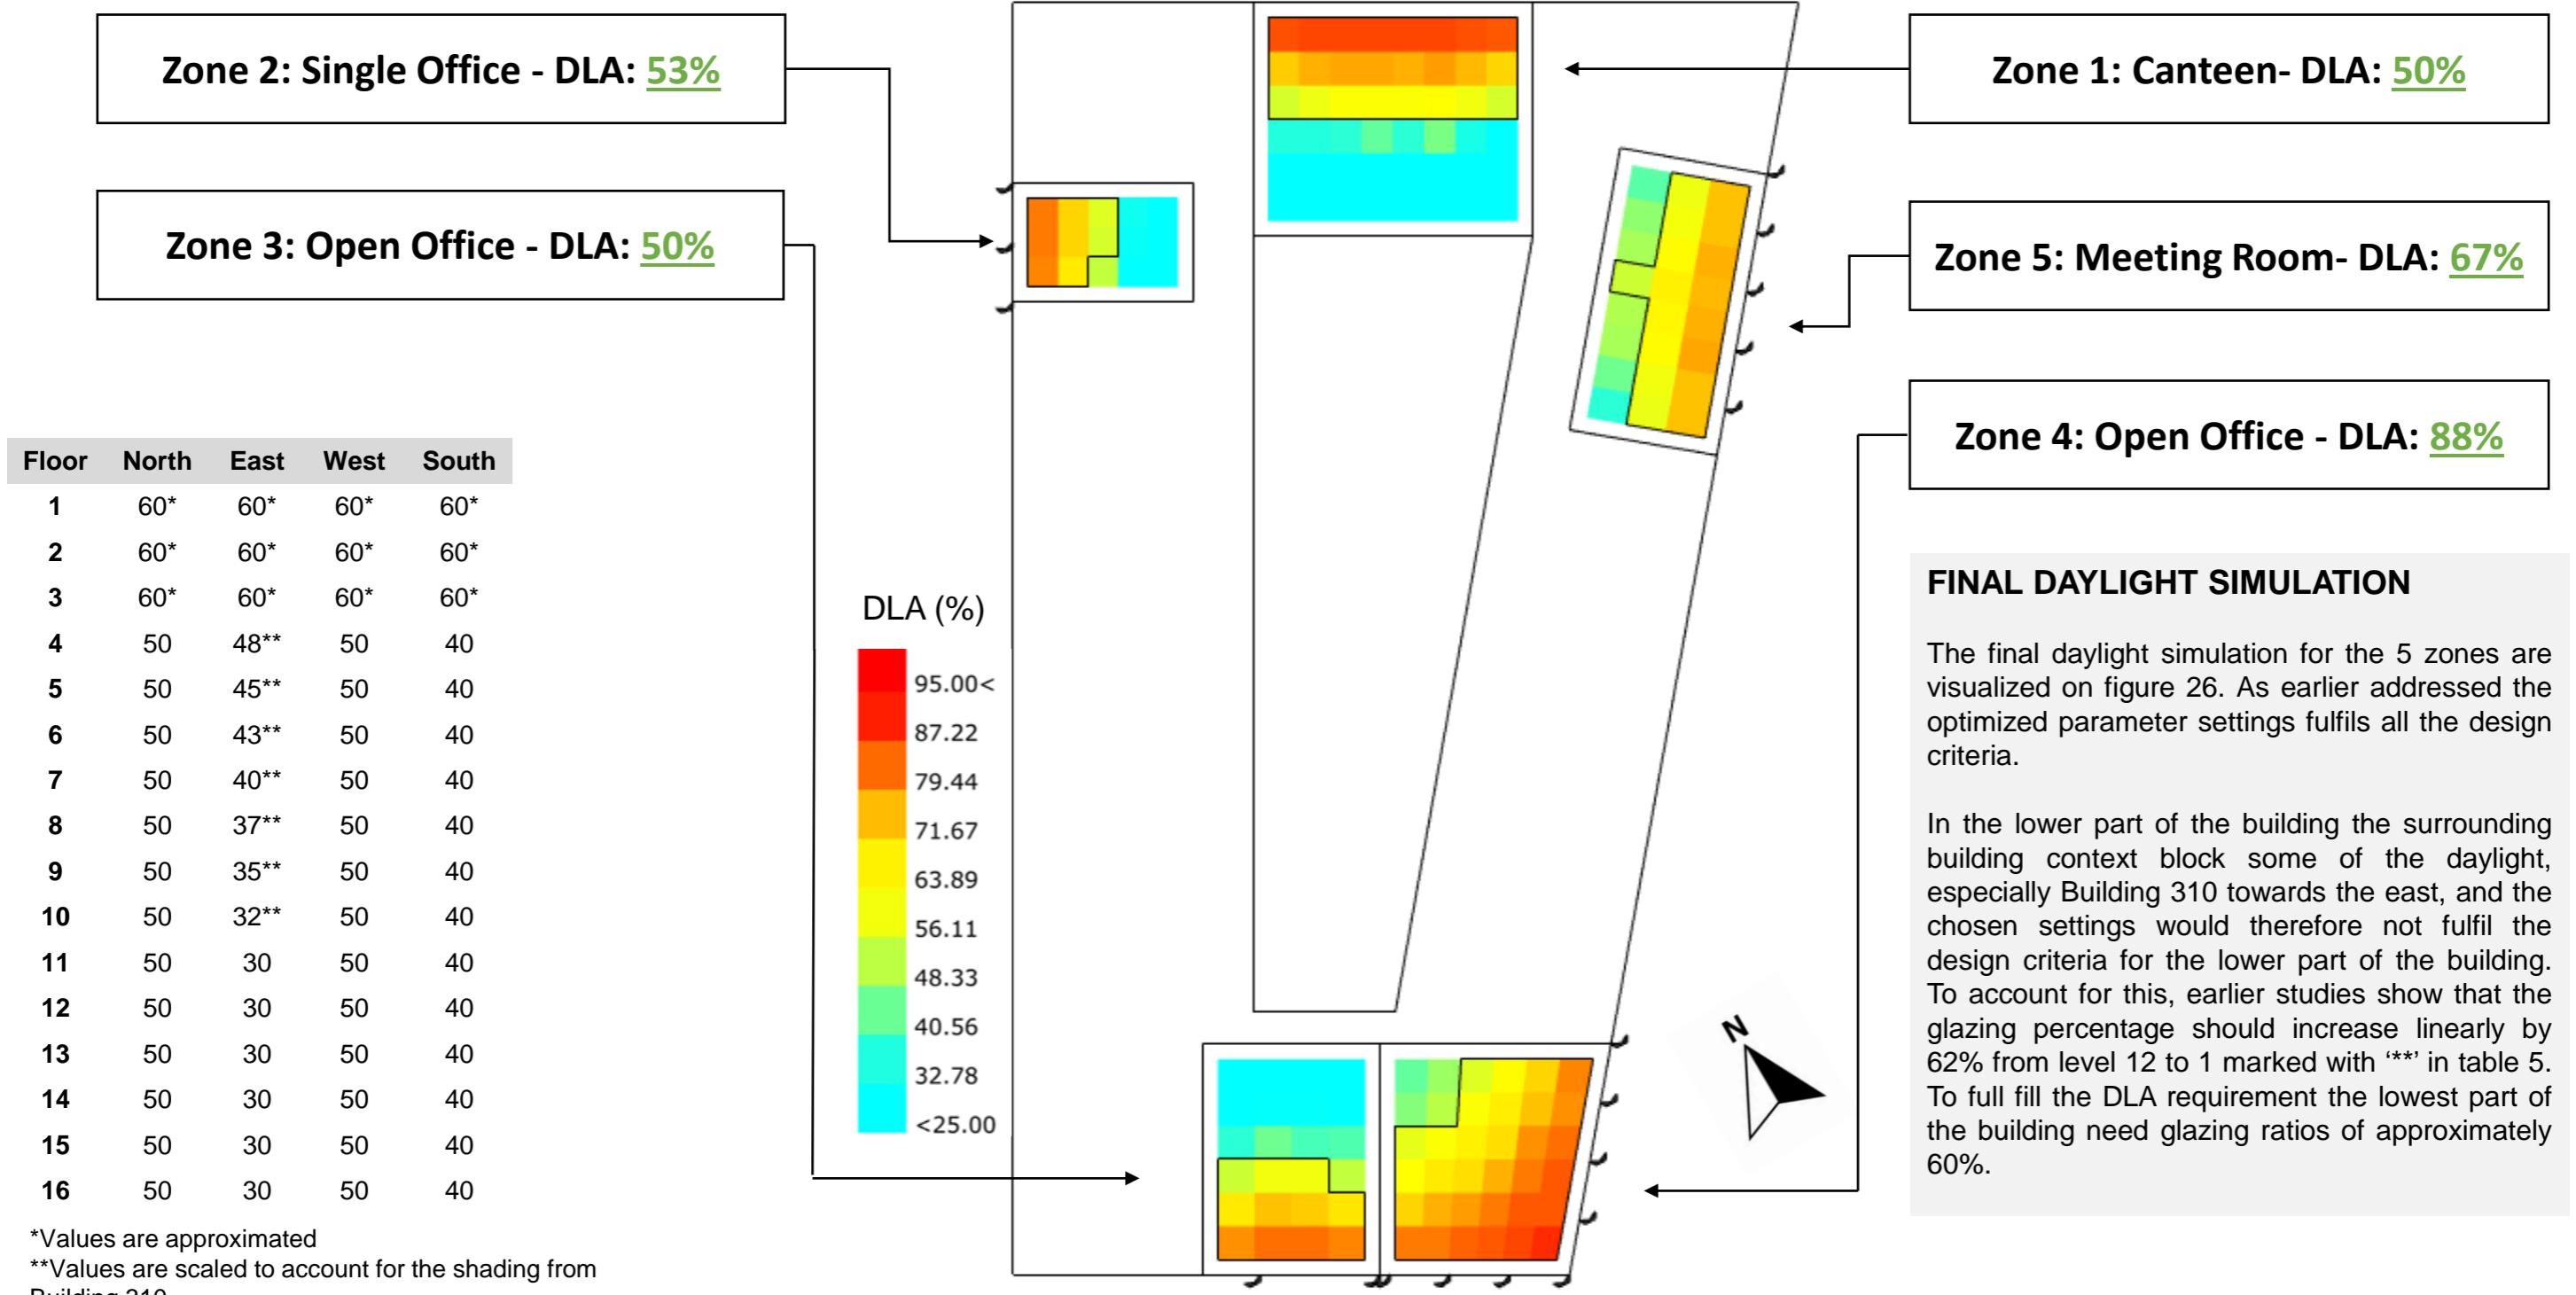 Zone 2: Single Office - DLA: 53%
Zone 1: Canteen- DLA: 50%
Zone 3: Open Office - DLA: 50%
Zone 5: Meeting Room- DLA: 67%
Zone 4: Open Office - DLA: 88%
Floor North East West South
1 60* 60* 60* 60*
2 60* 60* 60* 60*
3 60* 60* 60* 60*
4 50 48** 50 40
5 50 45** 50 40
6 50 43** 50 40
7 50 40** 50 40
8 50 37** 50 40
9 50 35** 50 40
10 50 32** 50 40
11 50 30 50 40
12 50 30 50 40
13 50 30 50 40
14 50 30 50 40
15 50 30 50 40
16 50 30 50 40
*Values are approximated
**Values are scaled to account for the shading from
Building 310
DLA (%)
95.00<
87.22
79.44
71.67
63.89
56.11
48.33
40.56
32.78
<25.00
N
FINAL DAYLIGHT SIMULATION
The final daylight simulation for the 5 zones are
visualized on figure 26. As earlier addressed the
optimized parameter settings fulfils all the design
criteria.
In the lower part of the building the surrounding
building context block some of the daylight,
especially Building 310 towards the east, and the
chosen settings would therefore not fulfil the
design criteria for the lower part of the building.
To account for this, earlier studies show that the
glazing percentage should increase linearly by
62% from level 12 to 1 marked with ‘**’ in table 5.
To full fill the DLA requirement the lowest part of
the building need glazing ratios of approximately
60%.